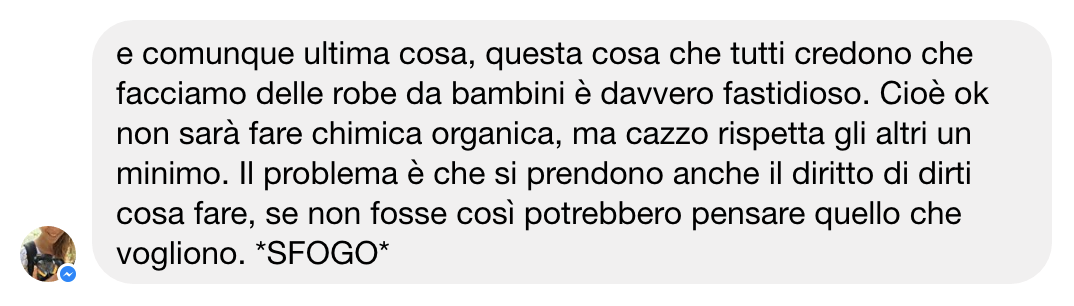 e comunque ultima cosa, questa cosa che tutti credono che
facciamo delle robe da bambini è davvero fastidioso. Cioè ok
non sarà fare chimica organica, ma cazzo rispetta gli altri un
minimo. Il problema è che si prendono anche il diritto di dirti
cosa fare, se non fosse così potrebbero pensare quello che
vogliono. *SFOGO*